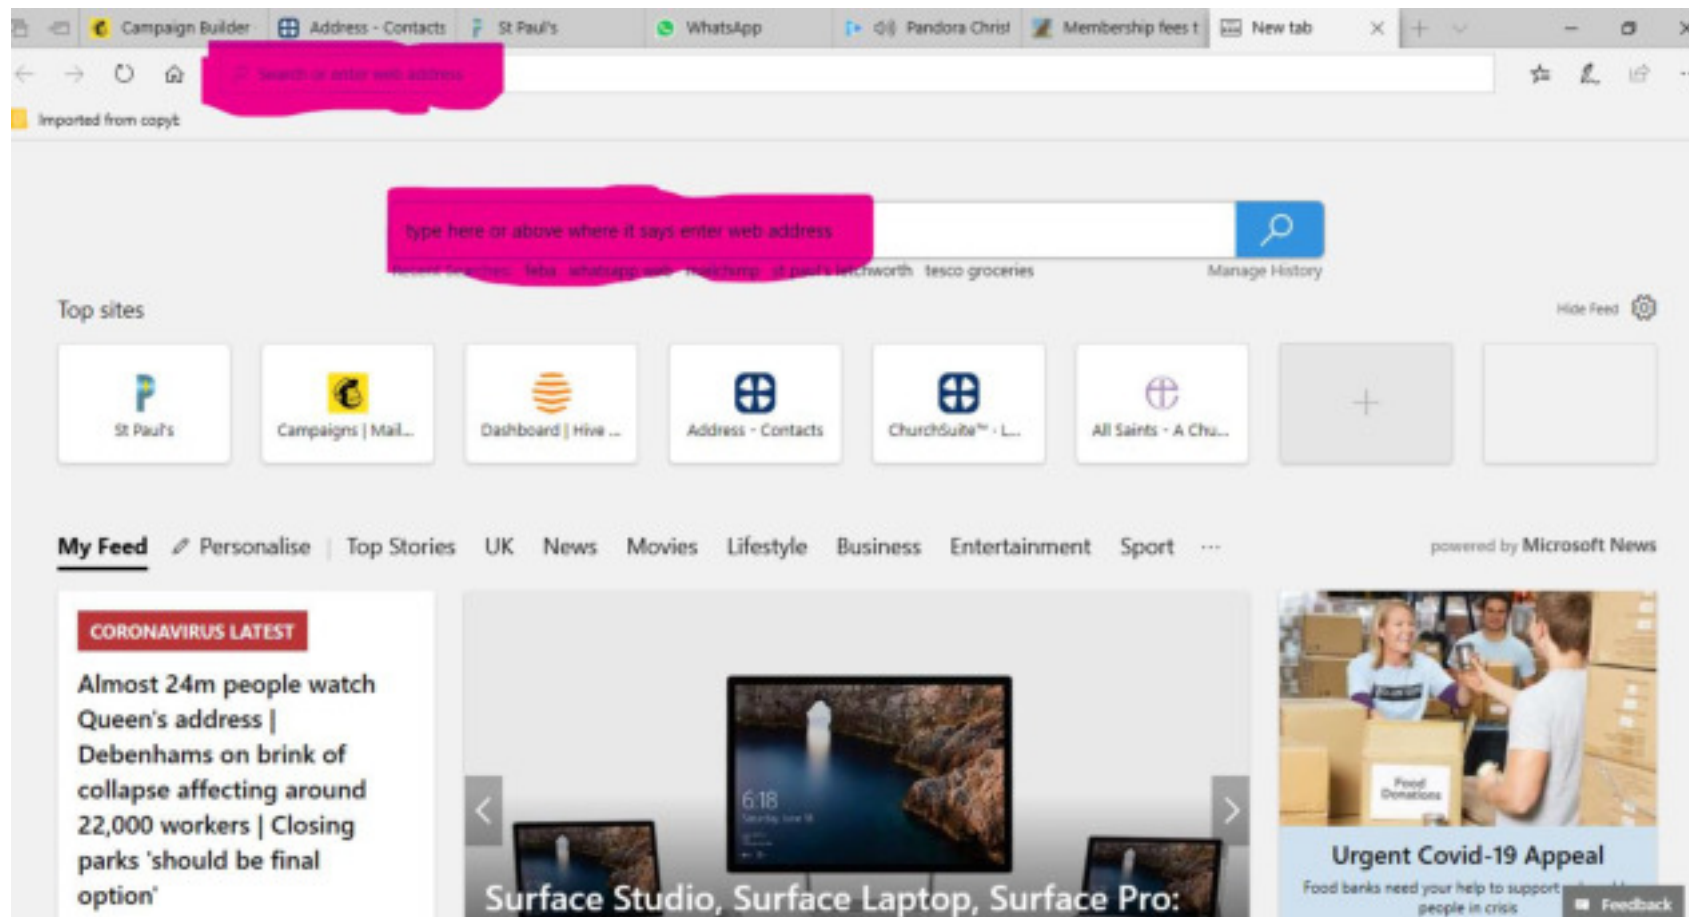 Campaign Builder Address - Contacts St Paul's WhatsApp Pandora Christ Membership fees t New tab
Search or enter web address
Imported from copyt
type here or above where it says enter web address
Recent Searches: feba whatsapp web mailchimp st paul's letchworth tesco groceries Manage History
Top sites Hide Feed
St Paul's Campaigns | Mail... Dashboard | Hive ... Address - Contacts ChurchSuite™ · L... All Saints - A Chu...
My Feed Personalise Top Stories UK News Movies Lifestyle Business Entertainment Sport ... powered by Microsoft News
CORONAVIRUS LATEST
Almost 24m people watch
Queen's address |
Debenhams on brink of
collapse affecting around
22,000 workers | Closing
parks 'should be final
option'
6:18
Surface Studio, Surface Laptop, Surface Pro:
Food
Donations
Urgent Covid-19 Appeal
Food banks need your help to support
people in crisis
Feedback